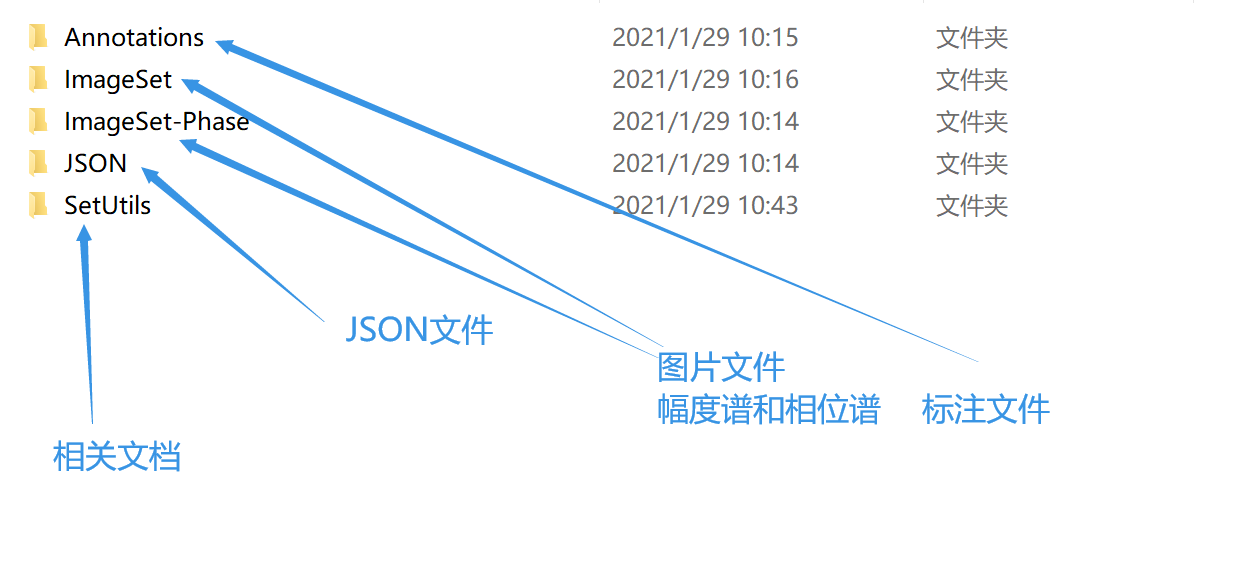 Annotations 2021/1/29 10:15 文件夹
ImageSet 2021/1/29 10:16 文件夹
ImageSet-Phase 2021/1/29 10:14 文件夹
JSON 2021/1/29 10:14 文件夹
SetUtils 2021/1/29 10:43 文件夹
JSON文件
图片文件
幅度谱和相位谱
标注文件
相关文档